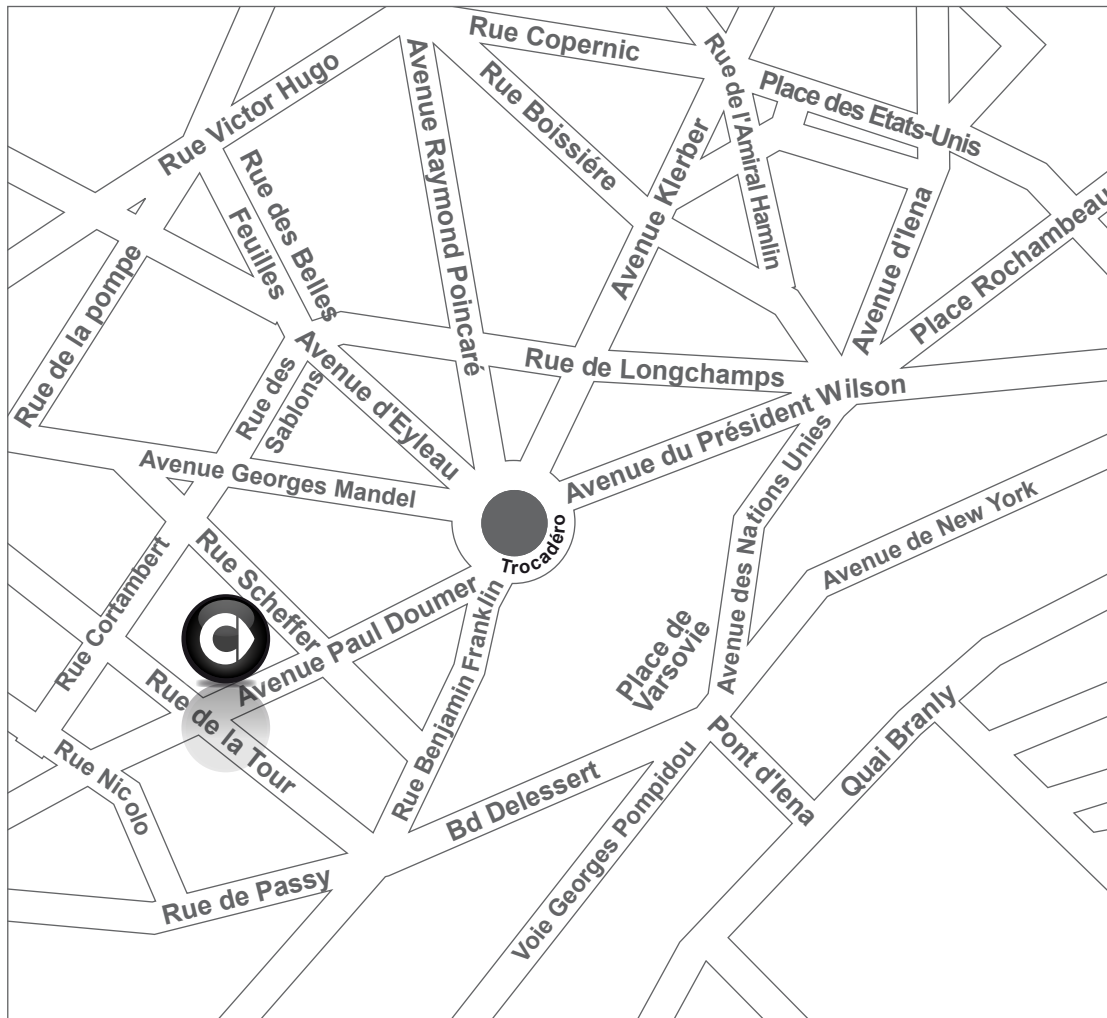 Rue Copernic
Rue Victor Hugo
Avenue Raymond Poincaré
Rue Boissiére
Rue de l'Amiral Hamlin
Place des Etats-Unis
Avenue Klerber
Rue des Belles
Feuilles
Avenue d'Iena
Place Rochambeau
Rue de la pompe
Avenue d'Eyleau
Rue de Longchamps
Rue des
Sablons
Avenue du Président Wilson
Avenue Georges Mandel
Trocadéro
Avenue des Nations Unies
Avenue de New York
Rue Cortambert
Rue Scheffer
Avenue Paul Doumer
Rue Benjamin Franklin
Place de
Varsovie
Rue de la Tour
Rue Nicolo
Bd Delessert
Pont d'Iena
Quai Branly
Voie Georges Pompidou
Rue de Passy